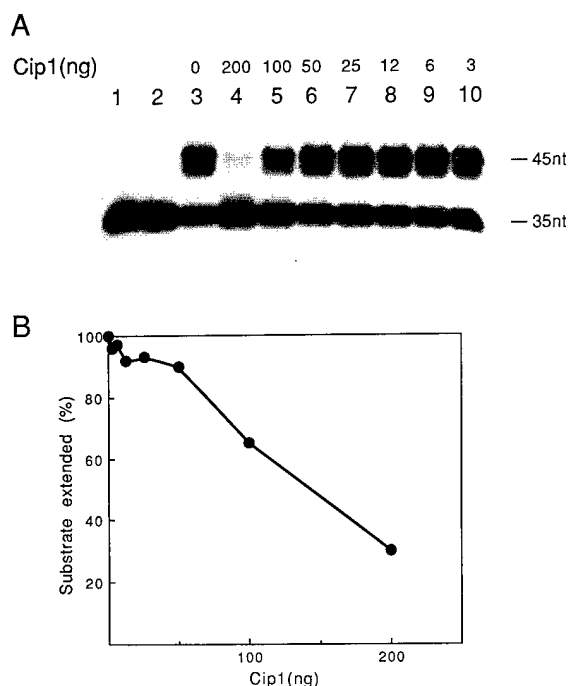 A
Cip1(ng) 0 200 100 50 25 12 6 3
1 2 3 4 5 6 7 8 9 10
— 45nt
— 35nt
B
100
80
60
40
20
Substrate extended (%)
100 200
Cip1(ng)